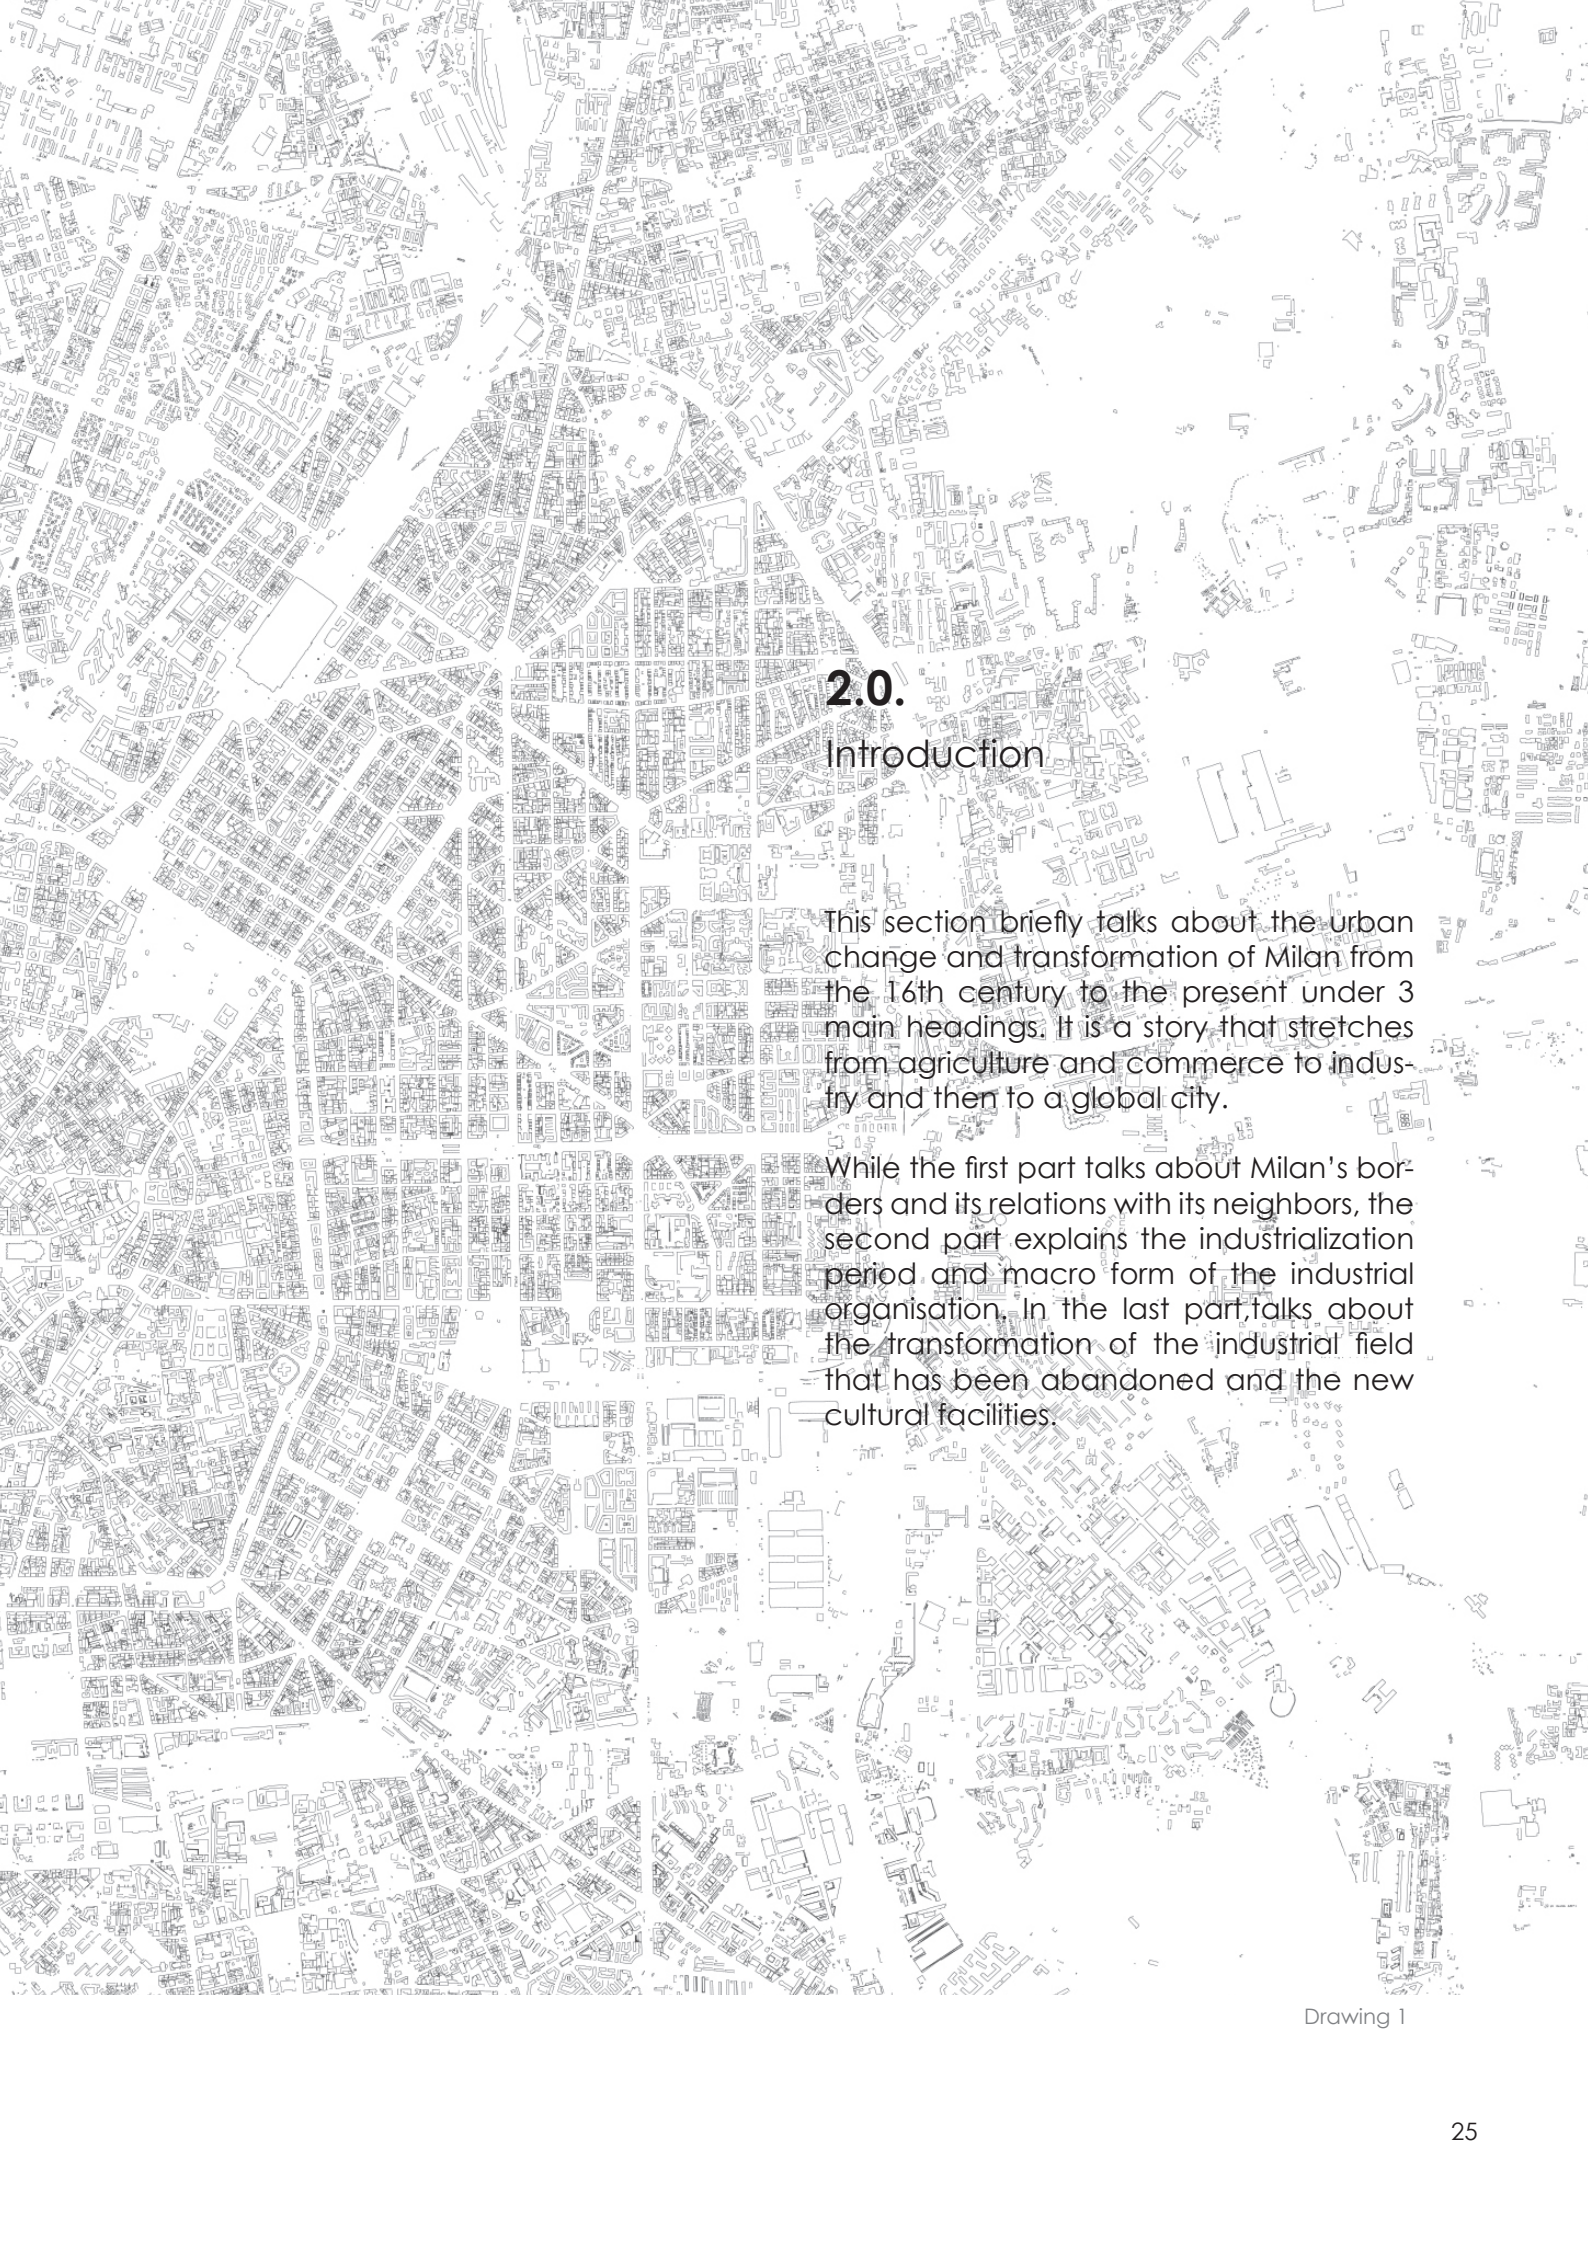 2.0.
Introduction
This section briefly talks about the urban
change and transformation of Milan from
the 16th century to the present under 3
main headings. It is a story that stretches
from agriculture and commerce to indus-
try and then to a global city.
While the first part talks about Milan's bor-
ders and its relations with its neighbors, the
second part explains the industrialization
period and macro form of the industrial
organisation. In the last part,talks about
the transformation of the industrial field
that has been abandoned and the new
cultural facilities.
Drawing 1
25